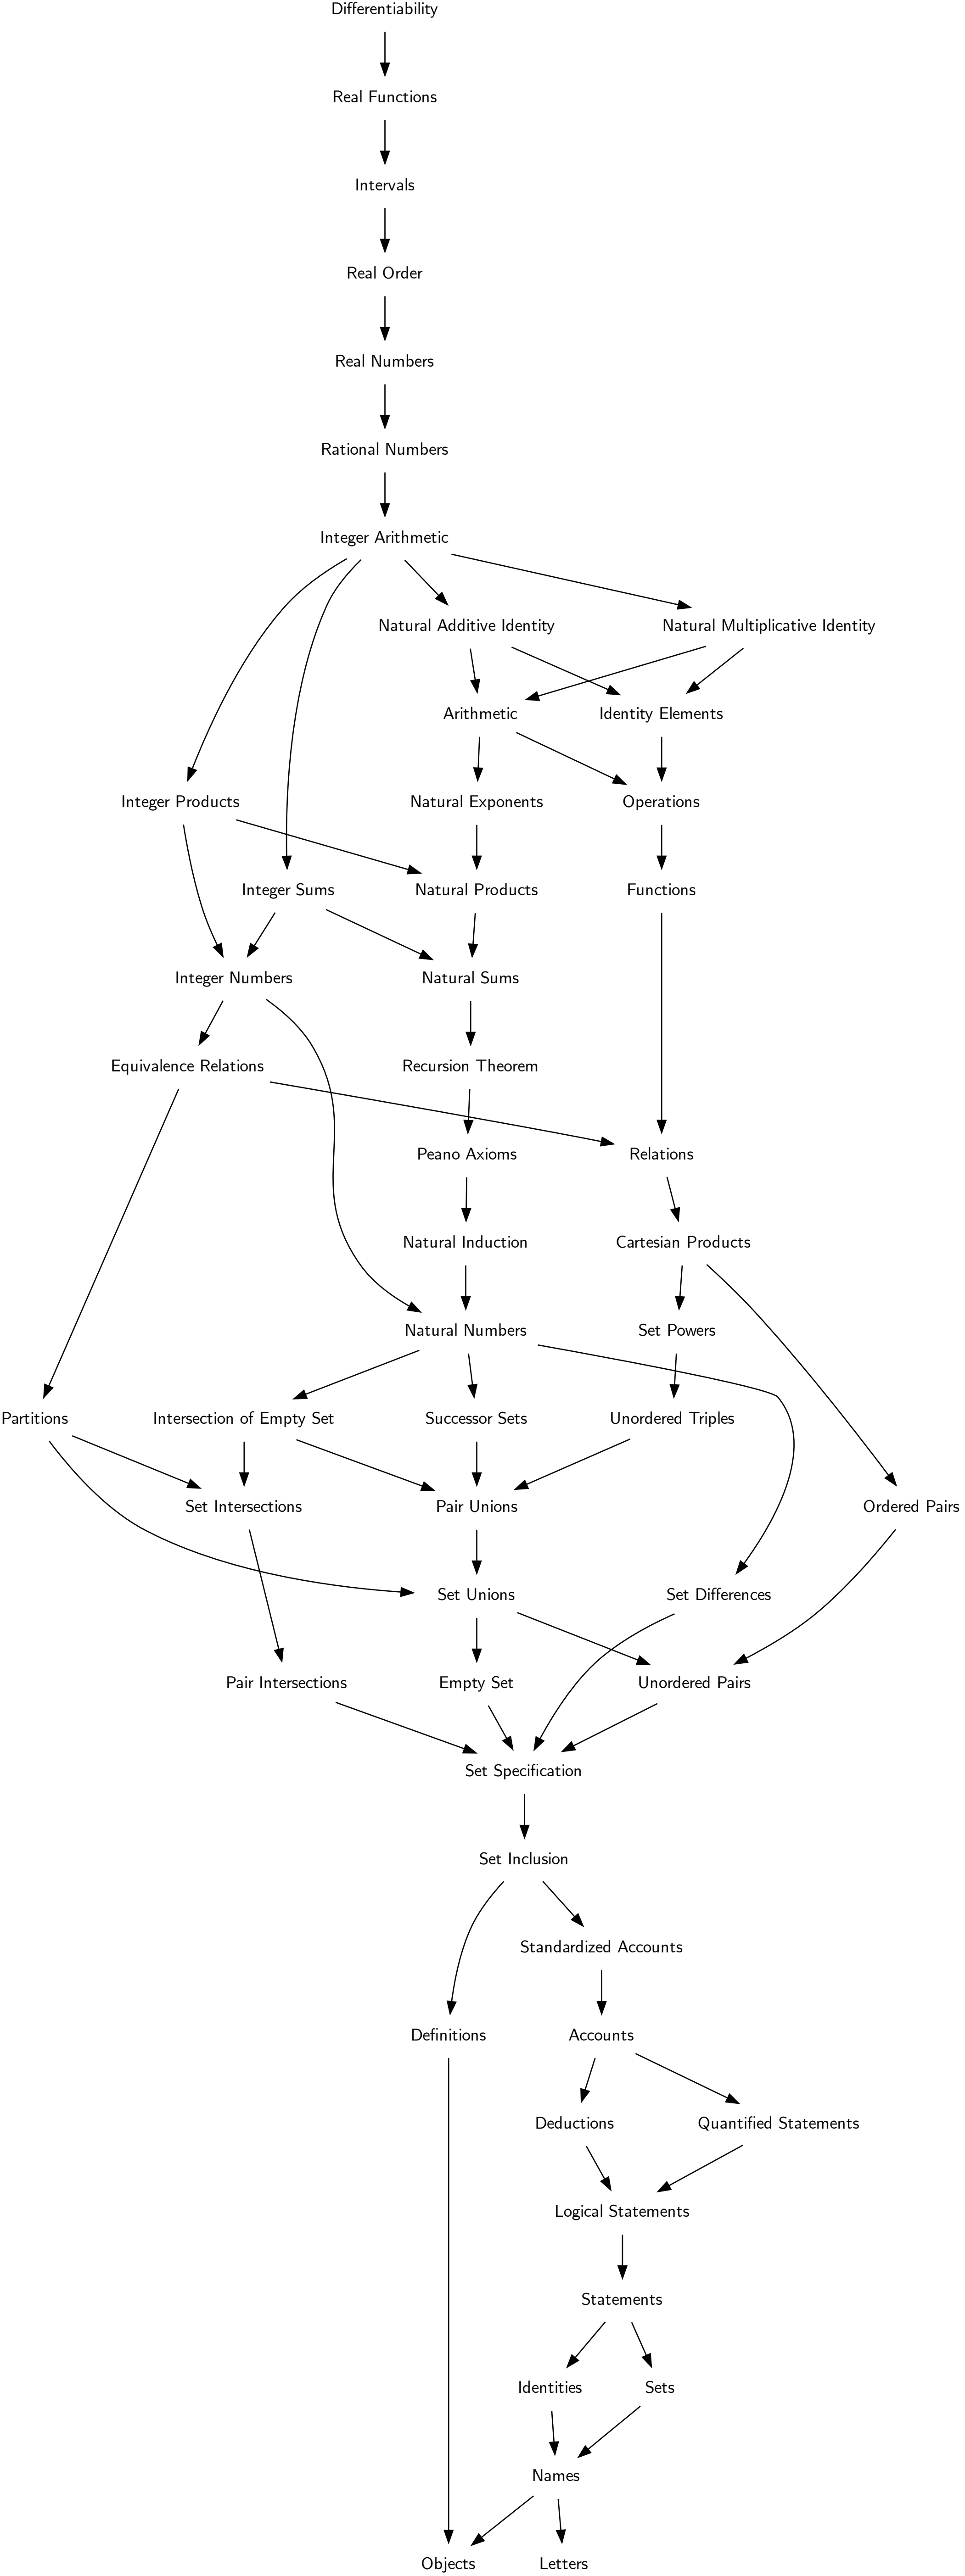 Differentiability
Real Functions
Intervals
Real Order
Real Numbers
Rational Numbers
Integer Arithmetic
Natural Additive Identity
Natural Multiplicative Identity
Arithmetic
Identity Elements
Integer Products
Natural Exponents
Operations
Integer Sums
Natural Products
Functions
Integer Numbers
Natural Sums
Equivalence Relations
Recursion Theorem
Peano Axioms
Relations
Natural Induction
Cartesian Products
Natural Numbers
Set Powers
Partitions
Intersection of Empty Set
Successor Sets
Unordered Triples
Set Intersections
Pair Unions
Ordered Pairs
Set Unions
Set Differences
Pair Intersections
Empty Set
Unordered Pairs
Set Specification
Set Inclusion
Standardized Accounts
Definitions
Accounts
Deductions
Quantified Statements
Logical Statements
Statements
Identities
Sets
Names
Objects
Letters